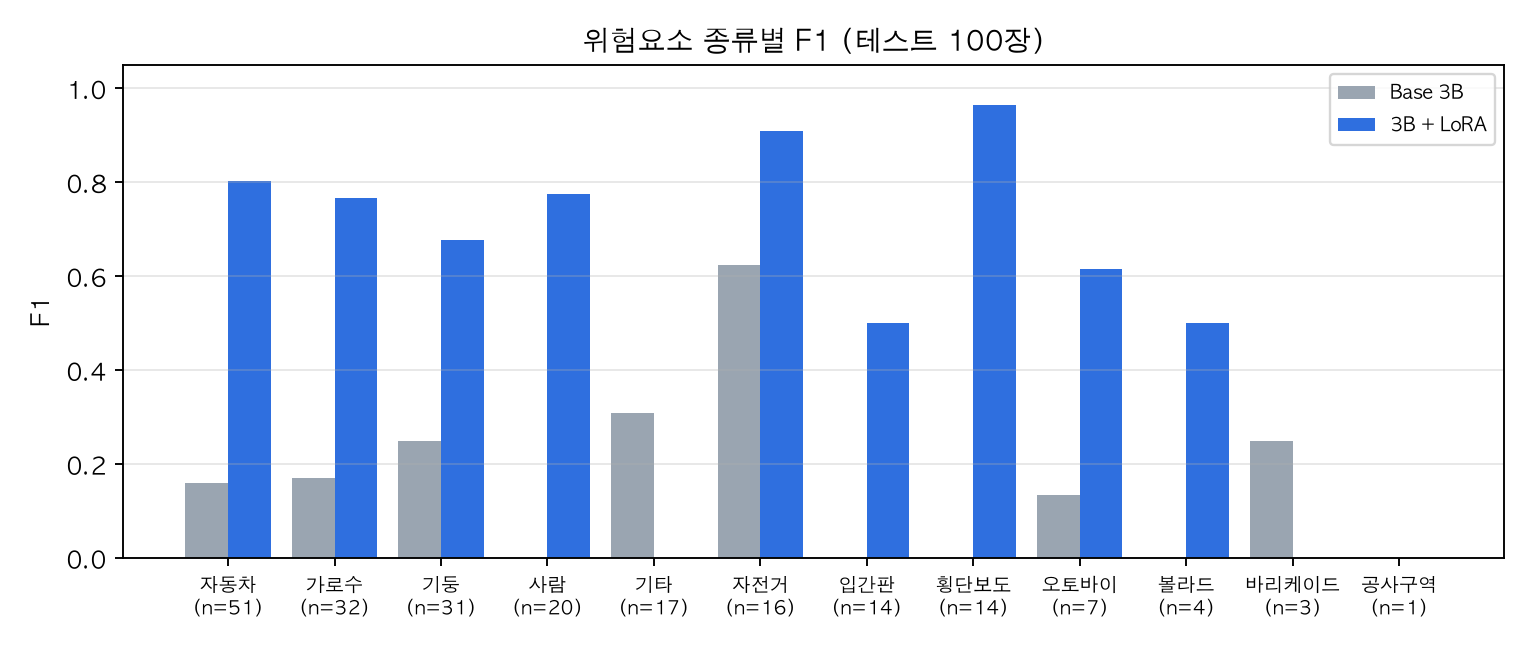 위험요소 종류별 F1 (테스트 100장)
Base 3B
3B + LoRA
F1
1.0
0.8
0.6
0.4
0.2
0.0
자동차 가로수 기둥 사람 기타 자전거 입간판 횡단보도 오토바이 볼라드 바리케이드 공사구역
(n=51) (n=32) (n=31) (n=20) (n=17) (n=16) (n=14) (n=14) (n=7) (n=4) (n=3) (n=1)